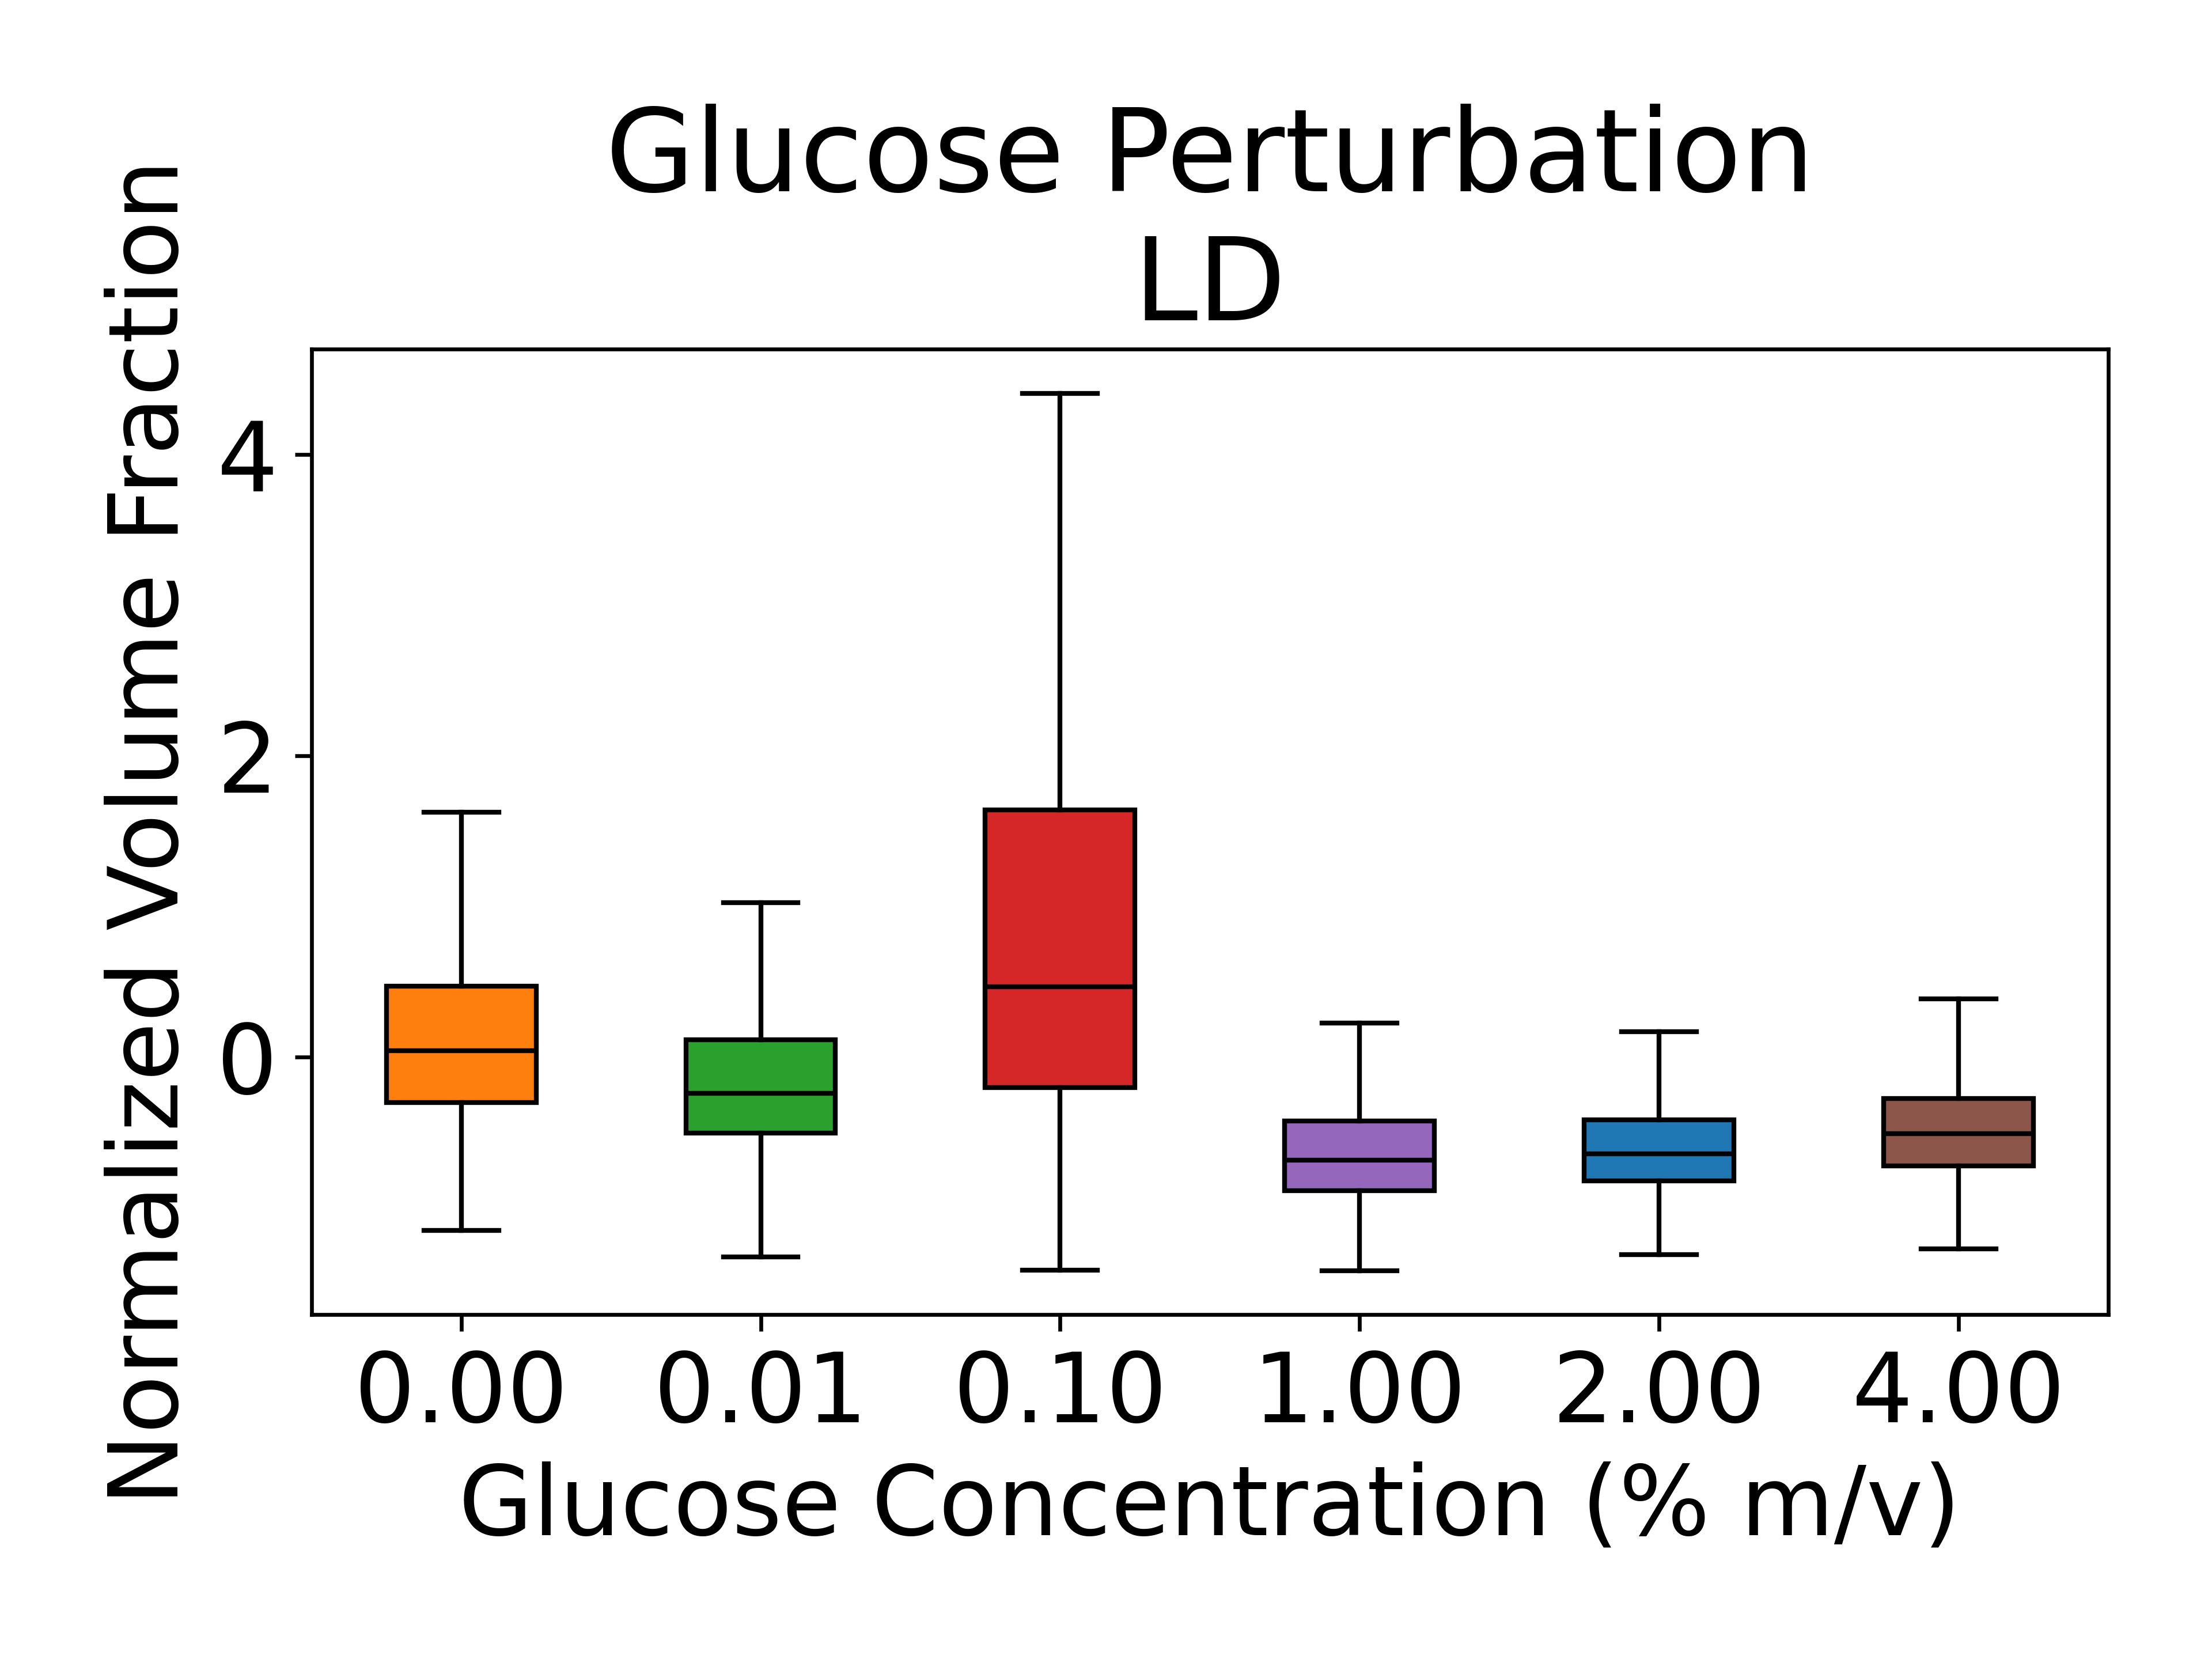 Glucose Perturbation
LD
Normalized Volume Fraction
4
2
0
0.00 0.01 0.10 1.00 2.00 4.00
Glucose Concentration (% m/v)